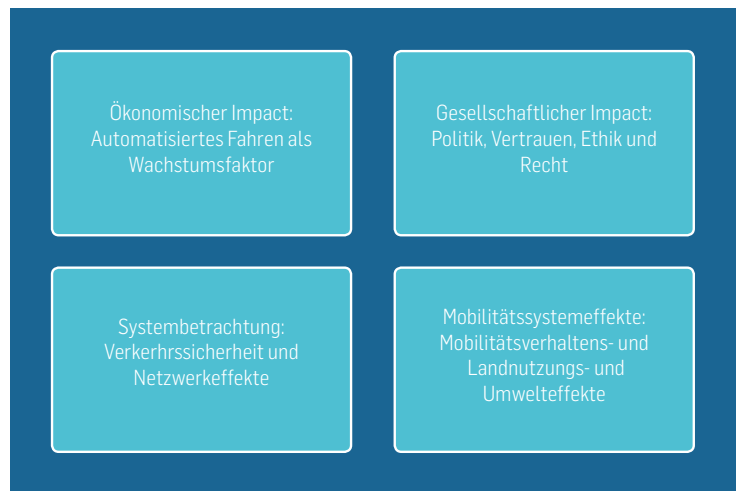 Ökonomischer Impact:
Automatisiertes Fahren als
Wachstumsfaktor
Gesellschaftlicher Impact:
Politik, Vertrauen, Ethik und
Recht
Systembetrachtung:
Verkerhrssicherheit und
Netzwerkeffekte
Mobilitätssystemeffekte:
Mobilitätsverhaltens- und
Landnutzungs- und
Umwelteffekte